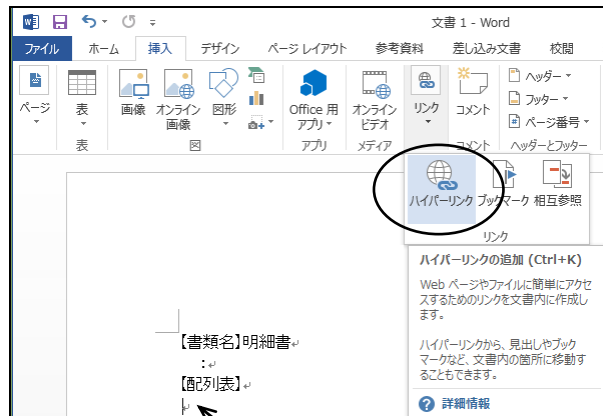 文書 1 - Word
ファイル ホーム 挿入 デザイン ページ レイアウト 参考資料 差し込み文書 校閲
ページ 表 画像 オンライン 画像 図形 Office 用 アプリ オンライン ビデオ リンク コメント ヘッダー フッター ページ番号
表 図 アプリ メディア コメント ヘッダーとフッター
ハイパーリンク ブックマーク 相互参照
リンク
ハイパーリンクの追加 (Ctrl+K)
Web ページやファイルに簡単にアクセ
スするためのリンクを文書内に作成し
ます。
ハイパーリンクから、見出しやブック
マークなど、文書内の箇所に移動す
ることもできます。
詳細情報
【書類名】明細書
:
【配列表】